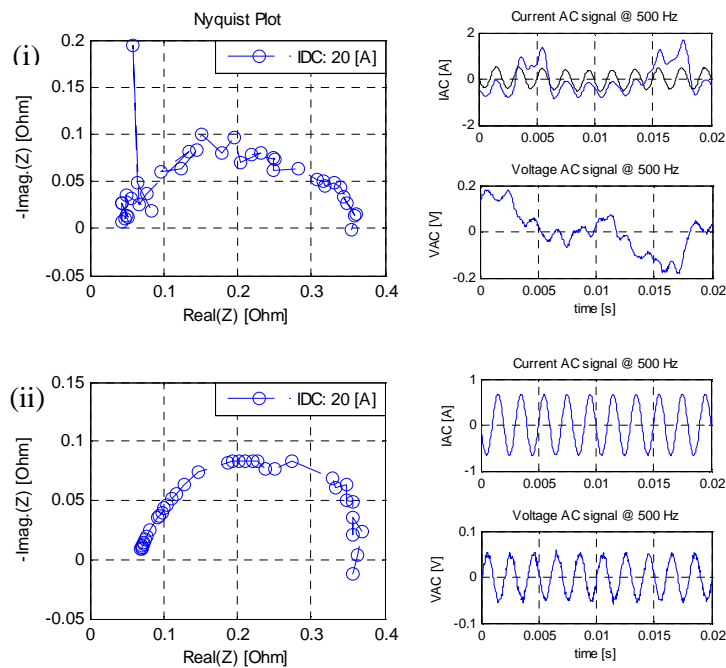 (i)
Nyquist Plot
IDC: 20 [A]
-Imag.(Z) [Ohm]
0.2
0.15
0.1
0.05
0
-0.05
0 0.1 0.2 0.3 0.4
Real(Z) [Ohm]
Current AC signal @ 500 Hz
IAC [A]
2
0
-2
0 0.005 0.01 0.015 0.02
Voltage AC signal @ 500 Hz
VAC [V]
0.2
0
-0.2
0 0.005 0.01 0.015 0.02
time [s]
(ii)
IDC: 20 [A]
-Imag.(Z) [Ohm]
0.15
0.1
0.05
0
-0.05
0 0.1 0.2 0.3 0.4
Real(Z) [Ohm]
Current AC signal @ 500 Hz
IAC [A]
1
0
-1
0 0.005 0.01 0.015 0.02
Voltage AC signal @ 500 Hz
VAC [V]
0.1
0
-0.1
0 0.005 0.01 0.015 0.02
time [s]